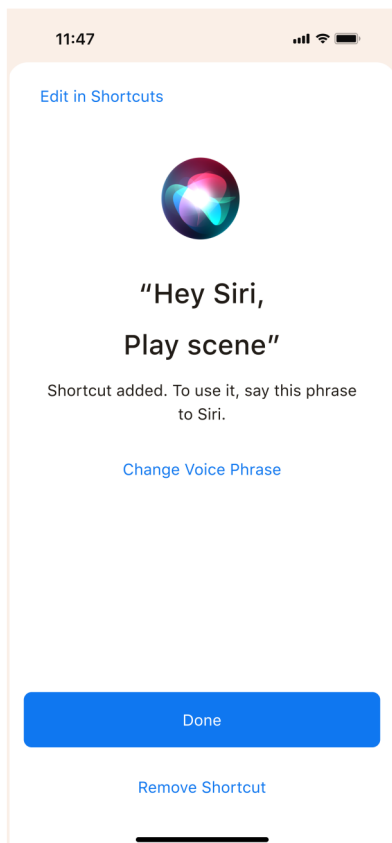 11:47
Edit in Shortcuts
“Hey Siri,
Play scene”
Shortcut added. To use it, say this phrase
to Siri.
Change Voice Phrase
Done
Remove Shortcut